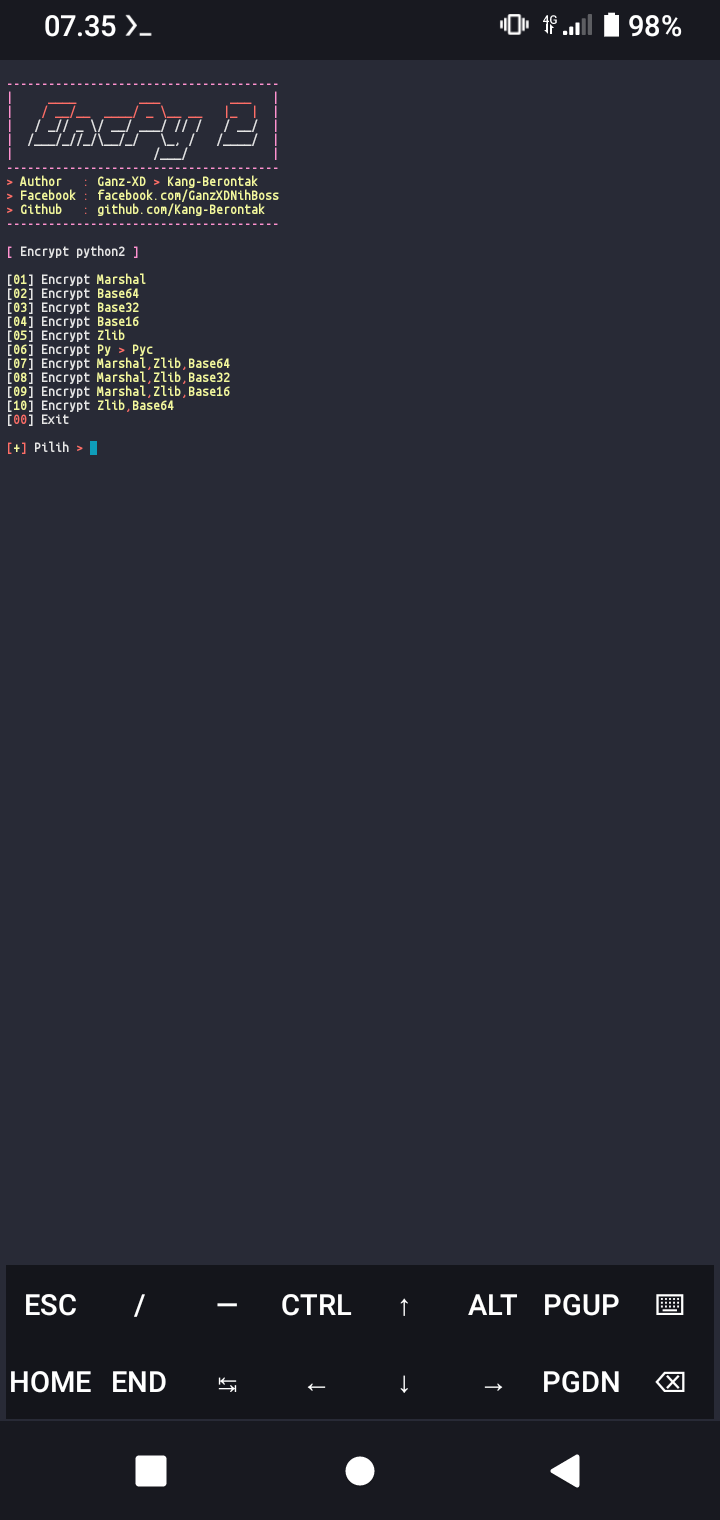 07.35
4G
98%
EncPy 2
> Author : Ganz-XD > Kang-Berontak
> Facebook : facebook.com/GanzXDNihBoss
> Github : github.com/Kang-Berontak
[ Encrypt python2 ]
[01] Encrypt Marshal
[02] Encrypt Base64
[03] Encrypt Base32
[04] Encrypt Base16
[05] Encrypt Zlib
[06] Encrypt Py > Pyc
[07] Encrypt Marshal,Zlib,Base64
[08] Encrypt Marshal,Zlib,Base32
[09] Encrypt Marshal,Zlib,Base16
[10] Encrypt Zlib,Base64
[00] Exit
[+] Pilih >
ESC / — CTRL ↑ ALT PGUP
HOME END ↹ ← ↓ → PGDN